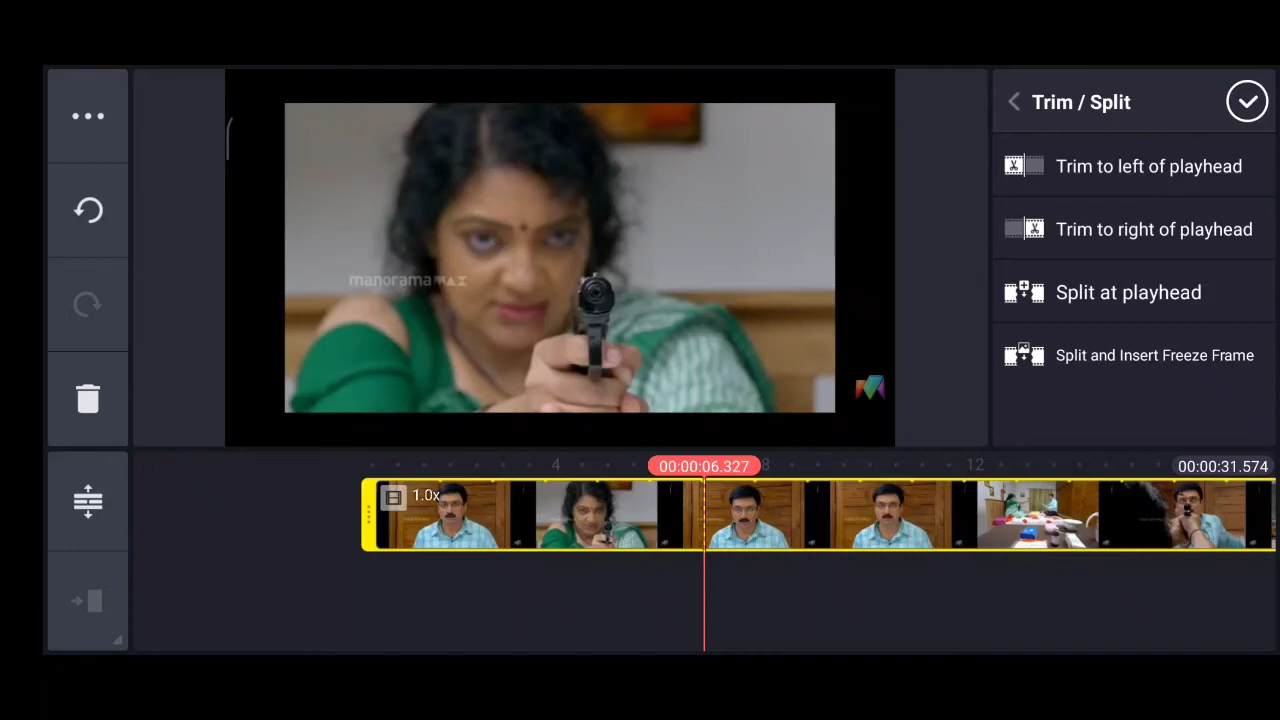 Trim / Split
Trim to left of playhead
Trim to right of playhead
Split at playhead
Split and Insert Freeze Frame
manorama MAX
4
00:00:06.327
8
12
00:00:31.574
1.0x